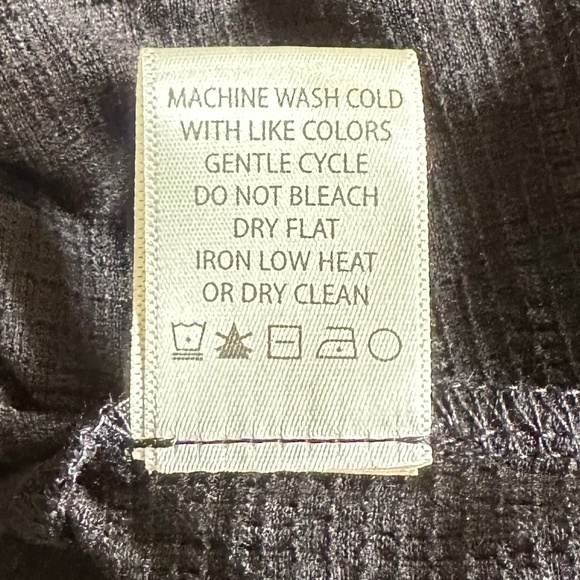 MACHINE WASH COLD
WITH LIKE COLORS
GENTLE CYCLE
DO NOT BLEACH
DRY FLAT
IRON LOW HEAT
OR DRY CLEAN